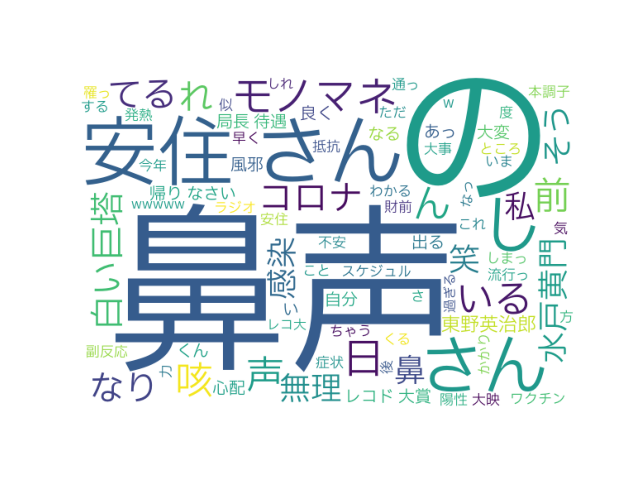 罹っ
てる
れ
しれ
モノマネ
通っ
本調子
する
発熱
似
局長 待遇
良く
ただ
w
度
の
そう
安住
さん
早く
抵抗
なる
あっ
大変
大事
ところ
いま
今年
風邪
帰り なさい
wwwww
ラジオ
安住
コロナ
わかる
財前
ん
なっ
私
前
し
これ
気
白い巨塔
鼻声
感染
不安
出る
笑
しまっ
流行っ
水戸黄門
こと
スケジュル
い
自分
さ
過ぎる
いる
方
レコ大
ちゃう
東野英治郎
副反応
くん
声
症状
日
後
くる
鼻
さん
かかり
なり
カ
咳
心配
無理
レコド 大賞
陽性
大映
ワクチン